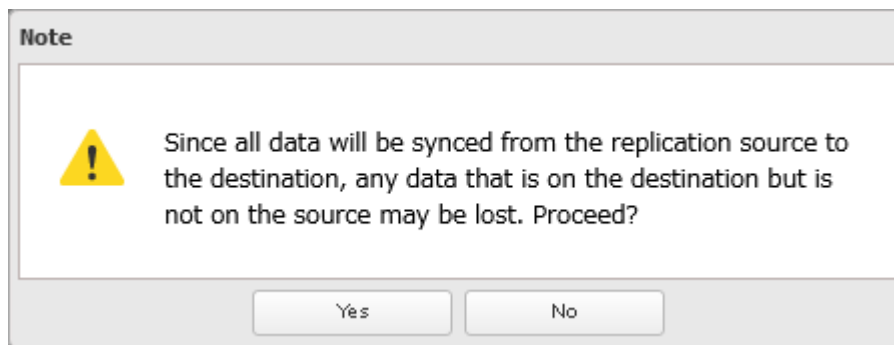 Note
Since all data will be synced from the replication source to
the destination, any data that is on the destination but is
not on the source may be lost. Proceed?
Yes
No